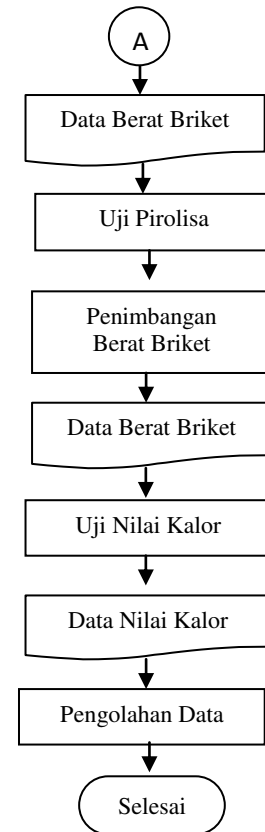 A
Data Berat Briket
Uji Pirolisa
Penimbangan
Berat Briket
Data Berat Briket
Uji Nilai Kalor
Data Nilai Kalor
Pengolahan Data
Selesai